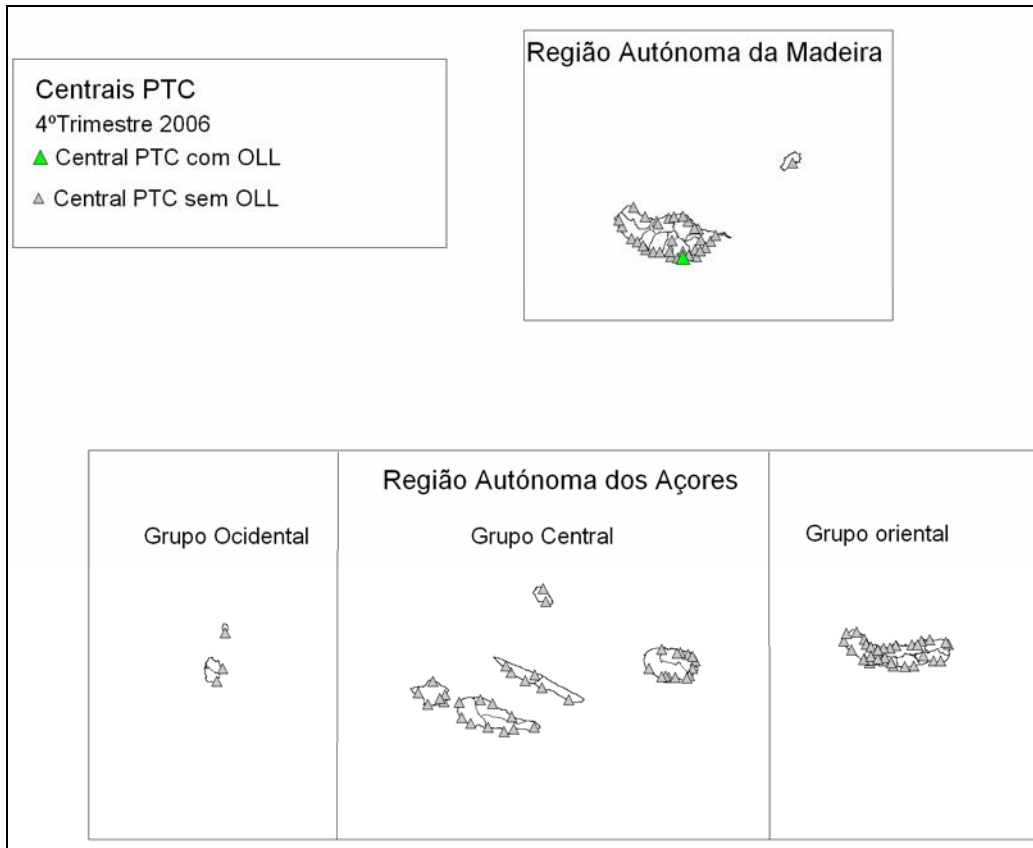 Centrais PTC
4ºTrimestre 2006
Central PTC com OLL
Central PTC sem OLL
Região Autónoma da Madeira
Região Autónoma dos Açores
Grupo Ocidental
Grupo Central
Grupo oriental